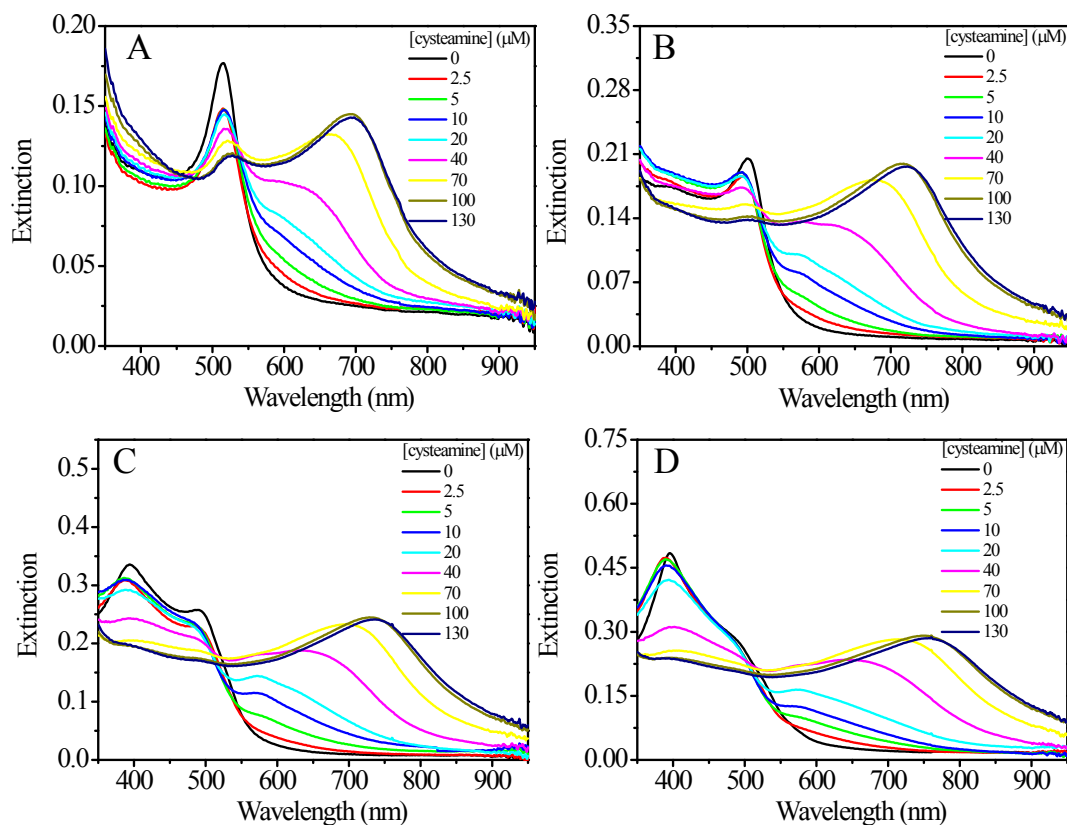 A
[cysteamine] (μM)
0
2.5
5
10
20
40
70
100
130
0.20
0.15
0.10
0.05
0.00
Extinction
400 500 600 700 800 900
Wavelength (nm)
B
[cysteamine] (μM)
0
2.5
5
10
20
40
70
100
130
0.35
0.28
0.21
0.14
0.07
0.00
Extinction
400 500 600 700 800 900
Wavelength (nm)
C
[cysteamine] (μM)
0
2.5
5
10
20
40
70
100
130
0.5
0.4
0.3
0.2
0.1
0.0
Extinction
400 500 600 700 800 900
Wavelength (nm)
D
[cysteamine] (μM)
0
2.5
5
10
20
40
70
100
130
0.75
0.60
0.45
0.30
0.15
0.00
Extinction
400 500 600 700 800 900
Wavelength (nm)